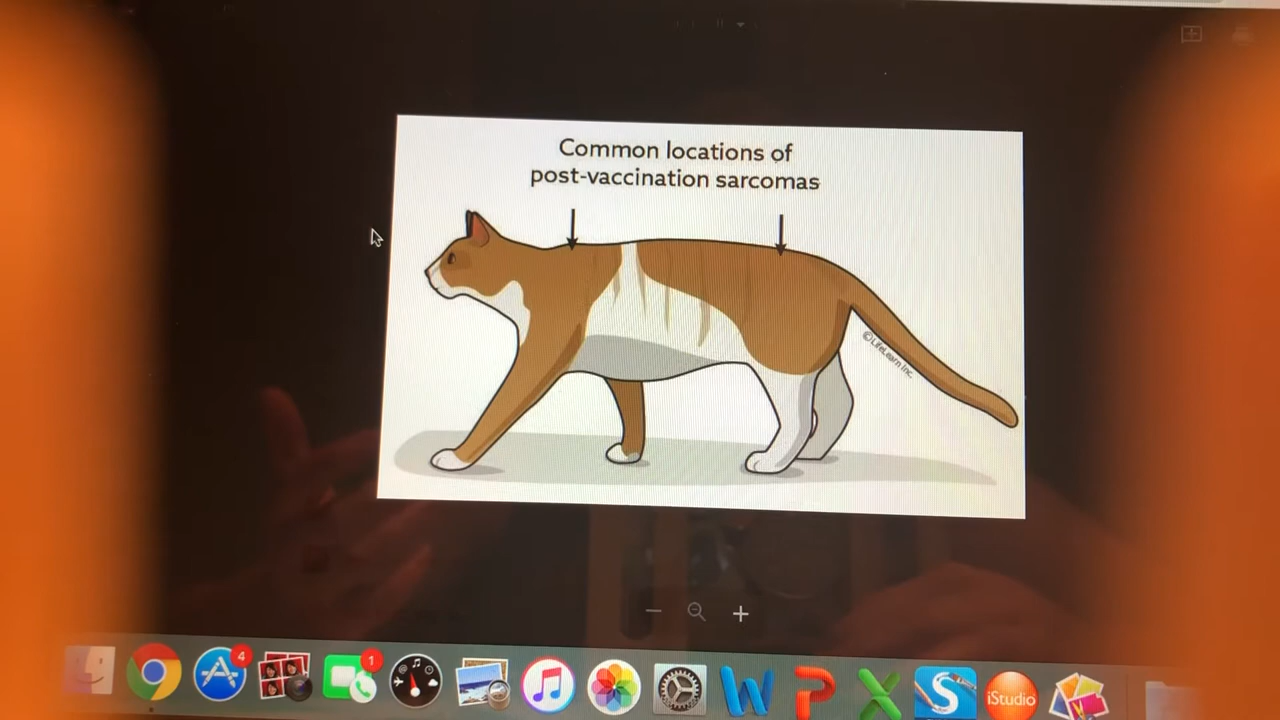 Common locations of
post-vaccination sarcomas
©LifeLearn Inc.
4
1
iStudio